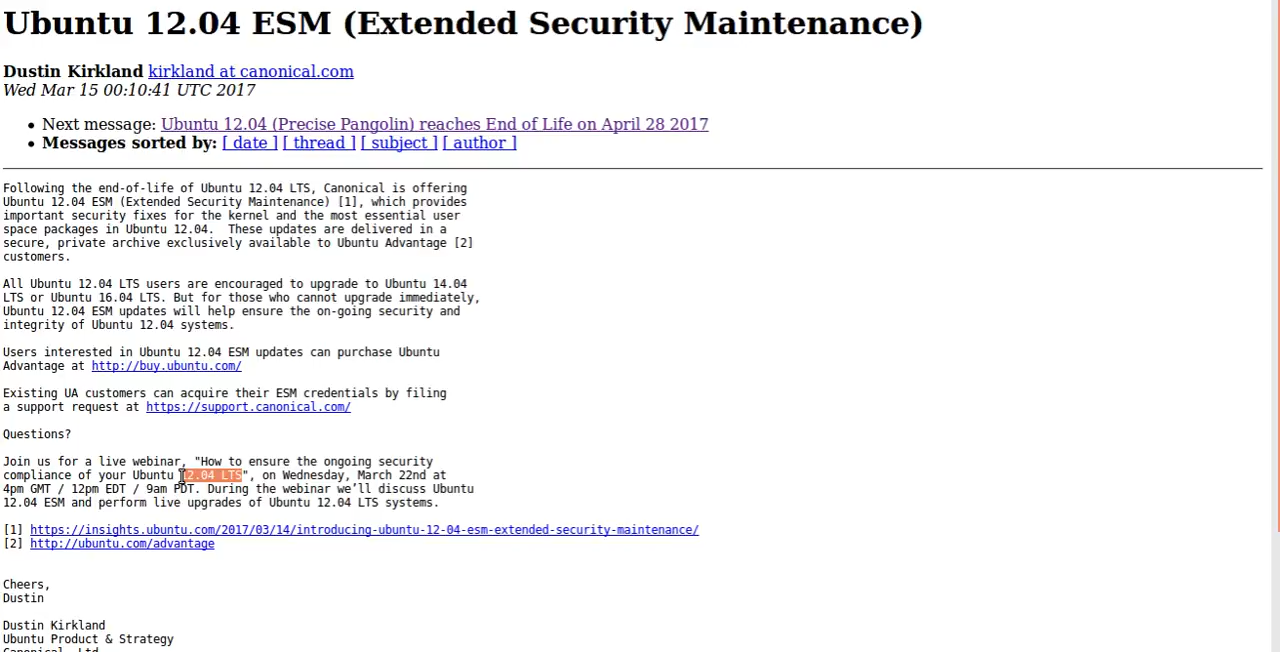 Ubuntu 12.04 ESM (Extended Security Maintenance)
Dustin Kirkland kirkland at canonical.com
Wed Mar 15 00:10:41 UTC 2017
• Next message: Ubuntu 12.04 (Precise Pangolin) reaches End of Life on April 28 2017
• Messages sorted by: [ date ] [ thread ] [ subject ] [ author ]
Following the end-of-life of Ubuntu 12.04 LTS, Canonical is offering
Ubuntu 12.04 ESM (Extended Security Maintenance) [1], which provides
important security fixes for the kernel and the most essential user
space packages in Ubuntu 12.04.  These updates are delivered in a
secure, private archive exclusively available to Ubuntu Advantage [2]
customers.
All Ubuntu 12.04 LTS users are encouraged to upgrade to Ubuntu 14.04
LTS or Ubuntu 16.04 LTS. But for those who cannot upgrade immediately,
Ubuntu 12.04 ESM updates will help ensure the on-going security and
integrity of Ubuntu 12.04 systems.
Users interested in Ubuntu 12.04 ESM updates can purchase Ubuntu
Advantage at http://buy.ubuntu.com/
Existing UA customers can acquire their ESM credentials by filing
a support request at https://support.canonical.com/
Questions?
Join us for a live webinar, "How to ensure the ongoing security
compliance of your Ubuntu 12.04 LTS", on Wednesday, March 22nd at
4pm GMT / 12pm EDT / 9am PDT. During the webinar we’ll discuss Ubuntu
12.04 ESM and perform live upgrades of Ubuntu 12.04 LTS systems.
[1] https://insights.ubuntu.com/2017/03/14/introducing-ubuntu-12-04-esm-extended-security-maintenance/
[2] http://ubuntu.com/advantage
Cheers,
Dustin
Dustin Kirkland
Ubuntu Product & Strategy
Canonical, Ltd